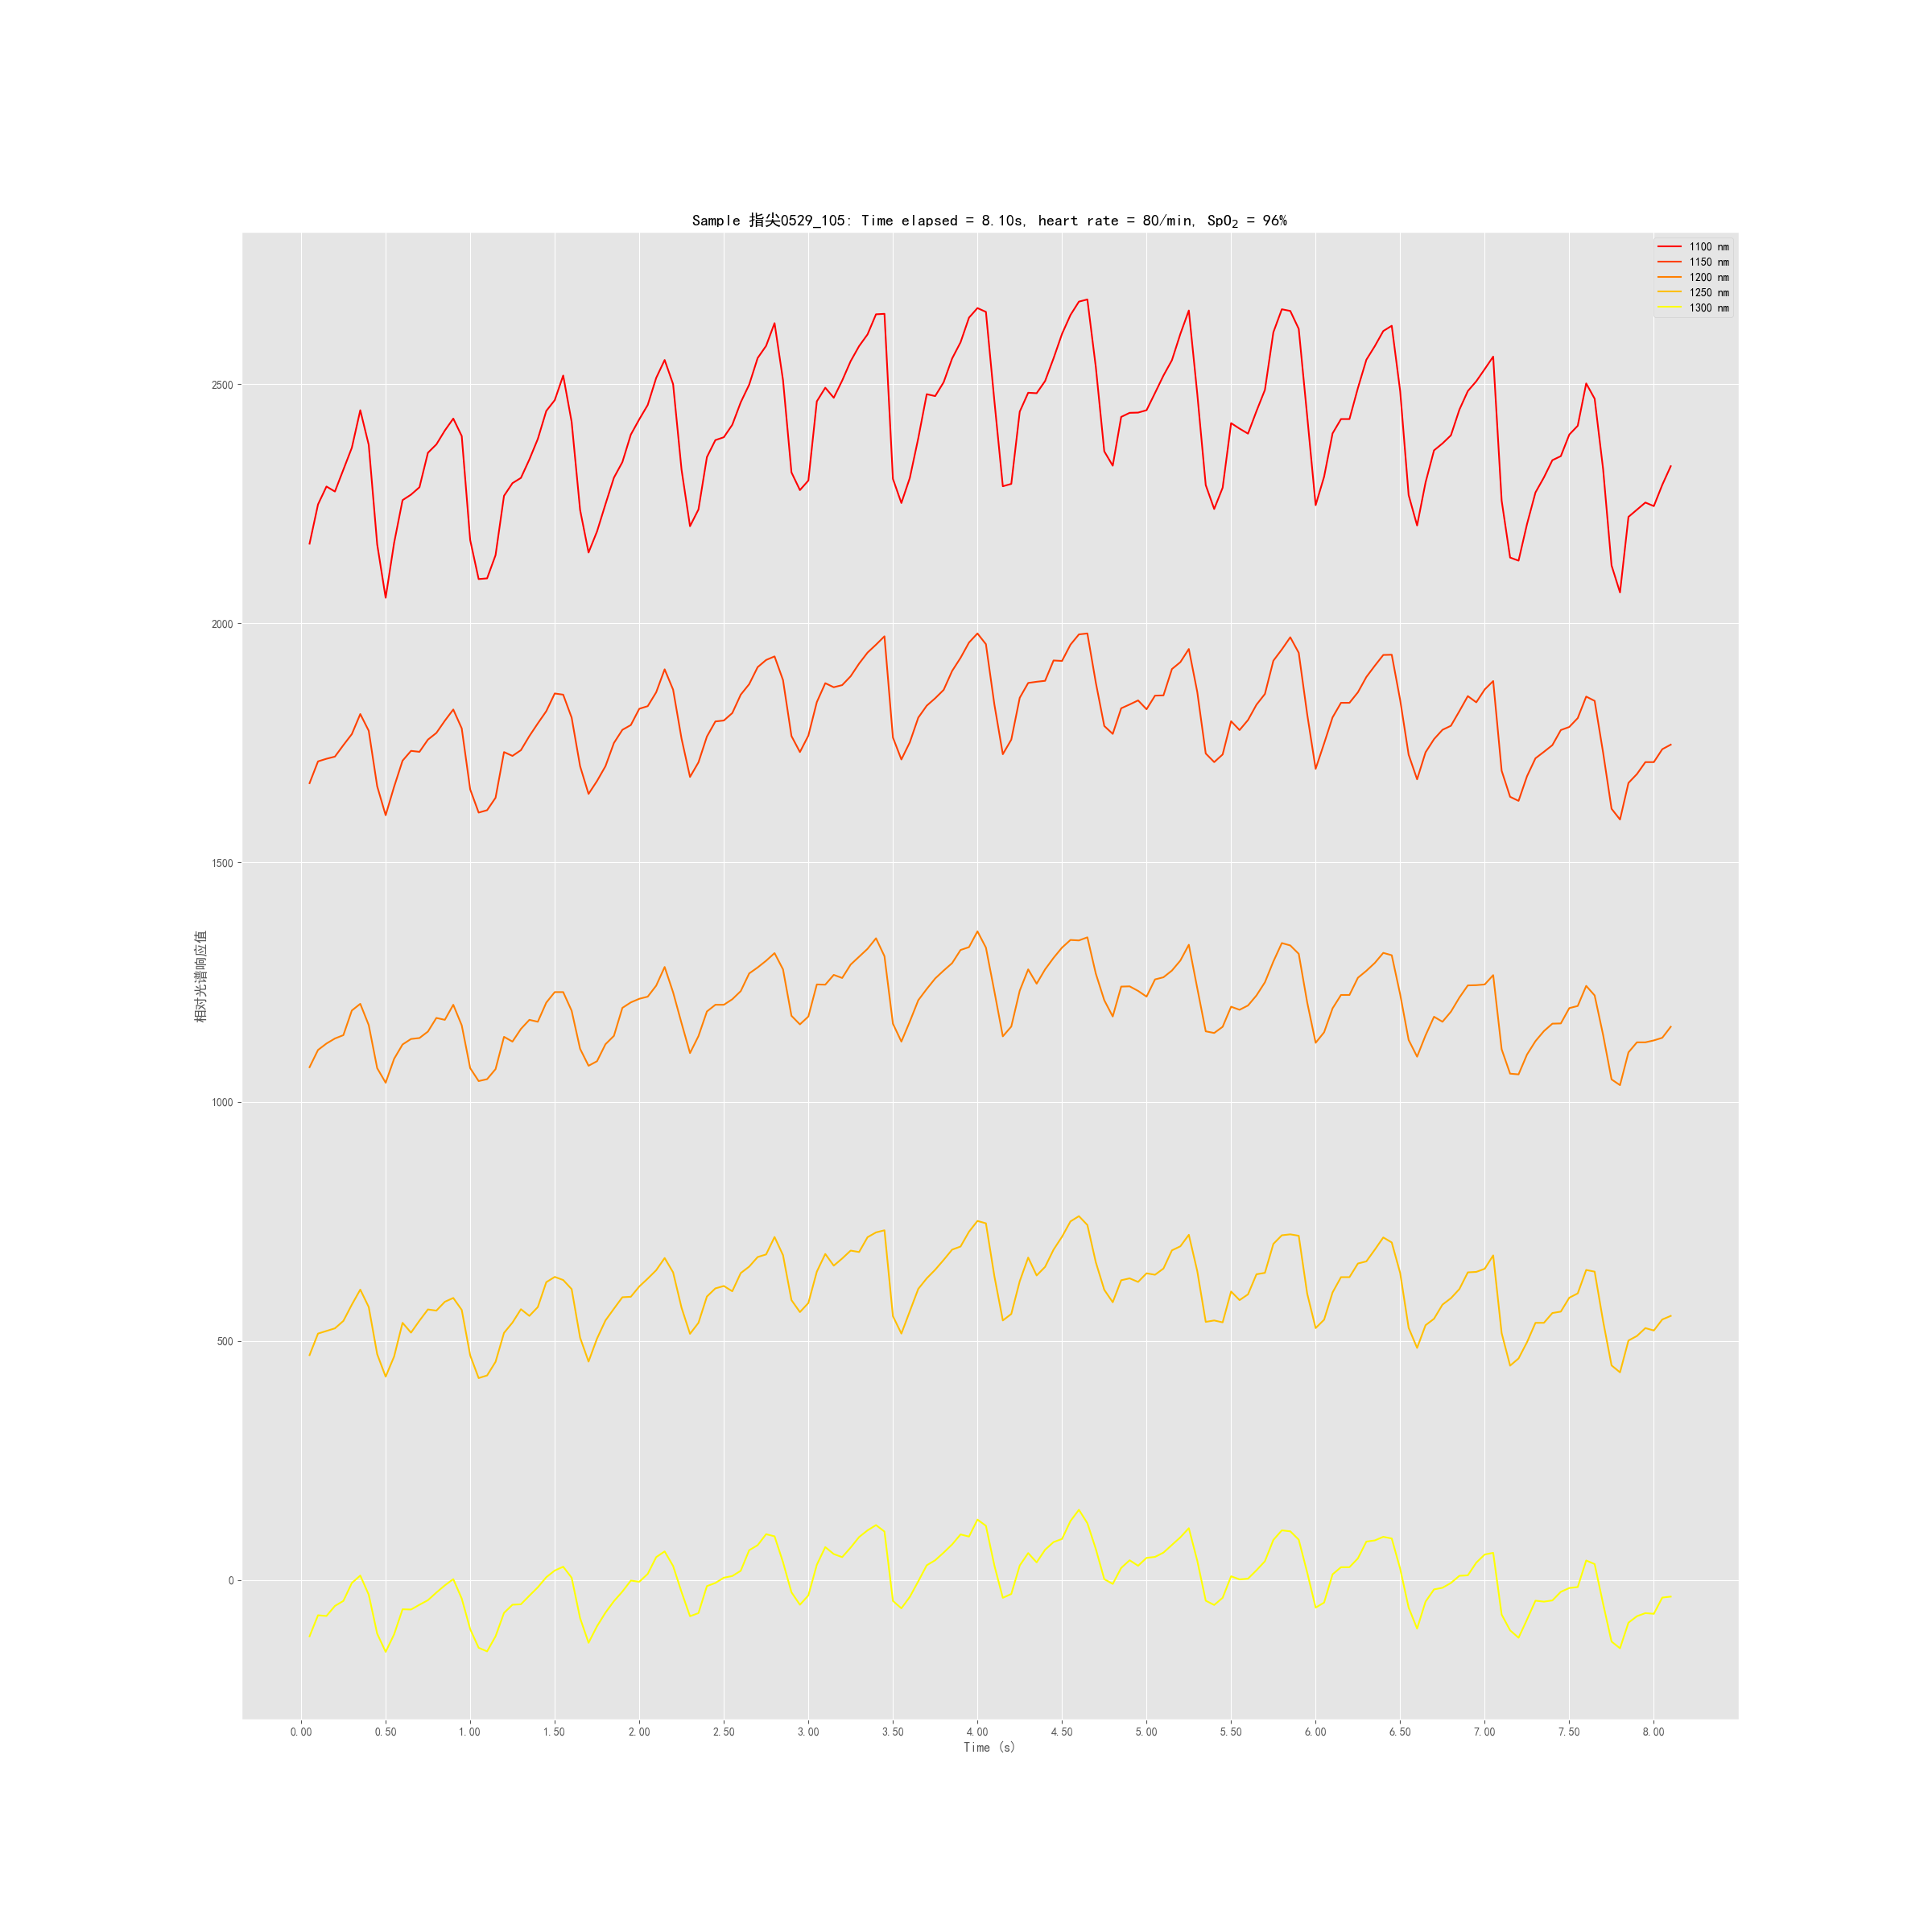 Sample 指尖0529_105: Time elapsed = 8.10s, heart rate = 80/min, SpO₂ = 96%
1100 nm
1150 nm
1200 nm
1250 nm
1300 nm
2500
2000
1500
1000
500
0
相对光谱响应值
0.00 0.50 1.00 1.50 2.00 2.50 3.00 3.50 4.00 4.50 5.00 5.50 6.00 6.50 7.00 7.50 8.00
Time (s)